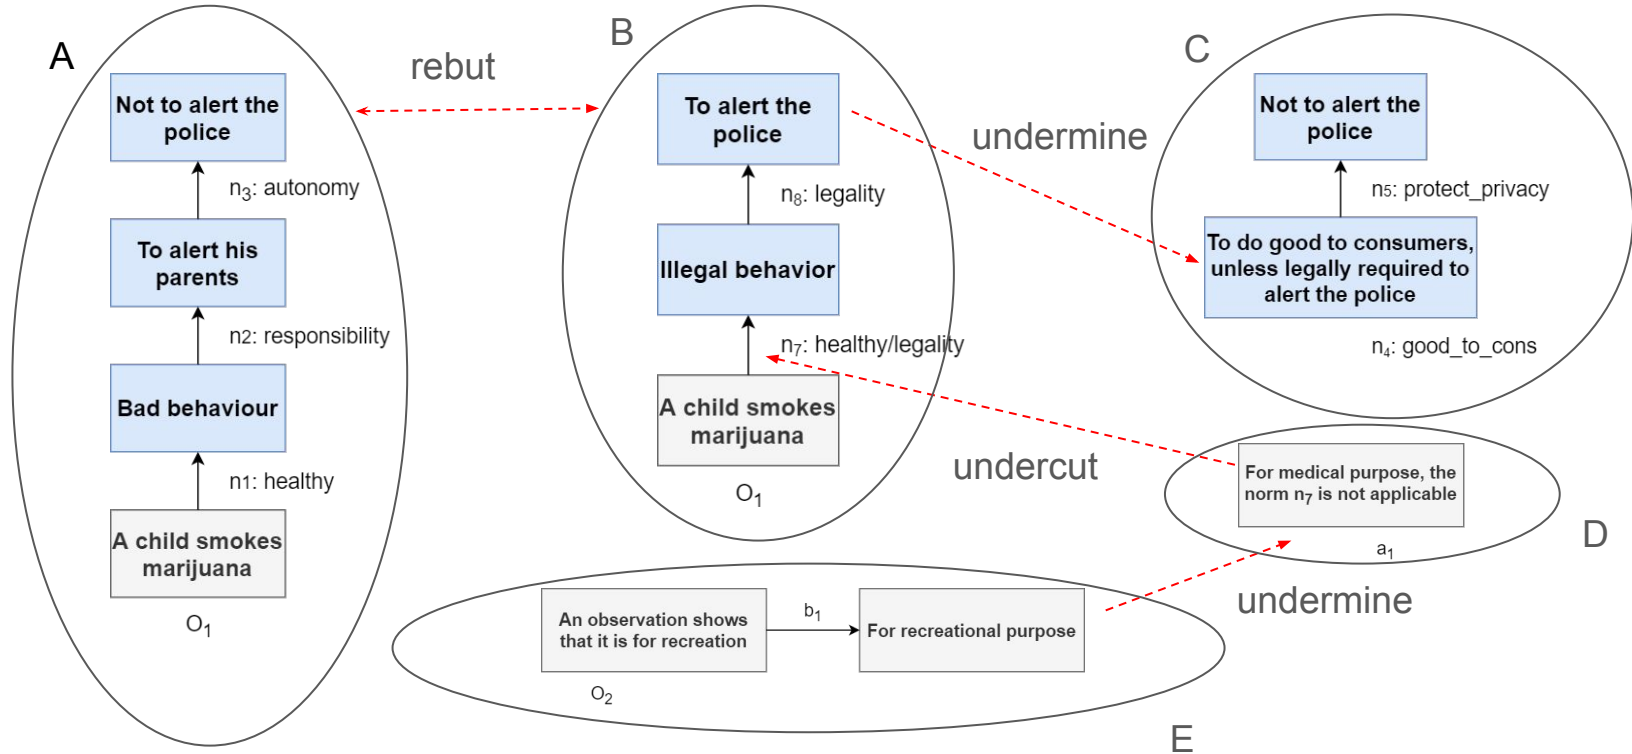 A
Not to alert the
police
n3: autonomy
To alert his
parents
n2: responsibility
Bad behaviour
n1: healthy
A child smokes
marijuana
O1
rebut
B
To alert the
police
n8: legality
Illegal behavior
n7: healthy/legality
A child smokes
marijuana
O1
undermine
C
Not to alert the
police
n5: protect_privacy
To do good to consumers,
unless legally required to
alert the police
n4: good_to_cons
undercut
For medical purpose, the
norm n7 is not applicable
a1
D
undermine
An observation shows
that it is for recreation
O2
b1
For recreational purpose
E